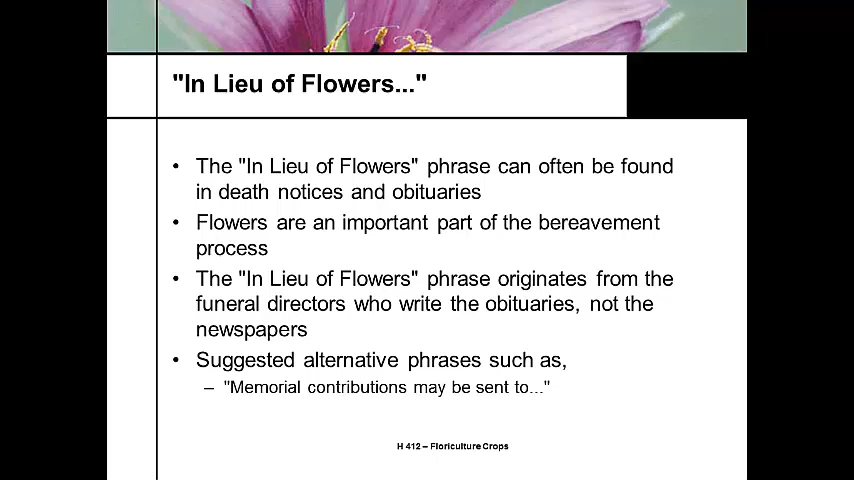 "In Lieu of Flowers..."
• The "In Lieu of Flowers" phrase can often be found
in death notices and obituaries
• Flowers are an important part of the bereavement
process
• The "In Lieu of Flowers" phrase originates from the
funeral directors who write the obituaries, not the
newspapers
• Suggested alternative phrases such as,
– "Memorial contributions may be sent to..."
H 412 – Floriculture Crops